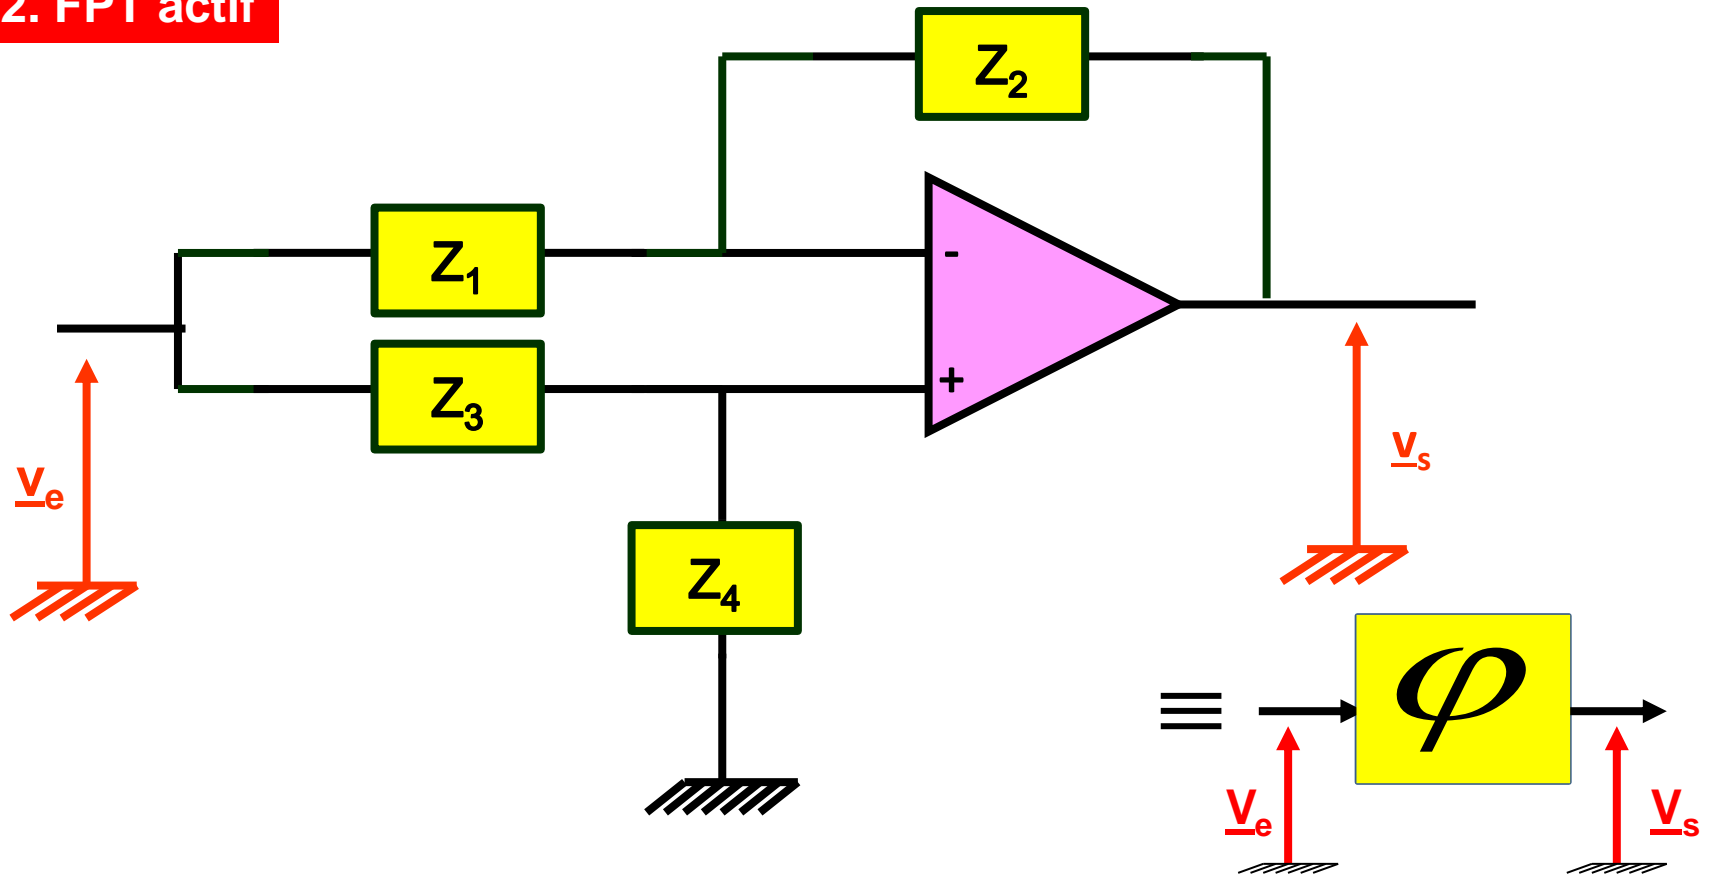 2. FPT actif
Z2
Z1
-
Z3
+
ve
vs
Z4
φ
Ve
Vs